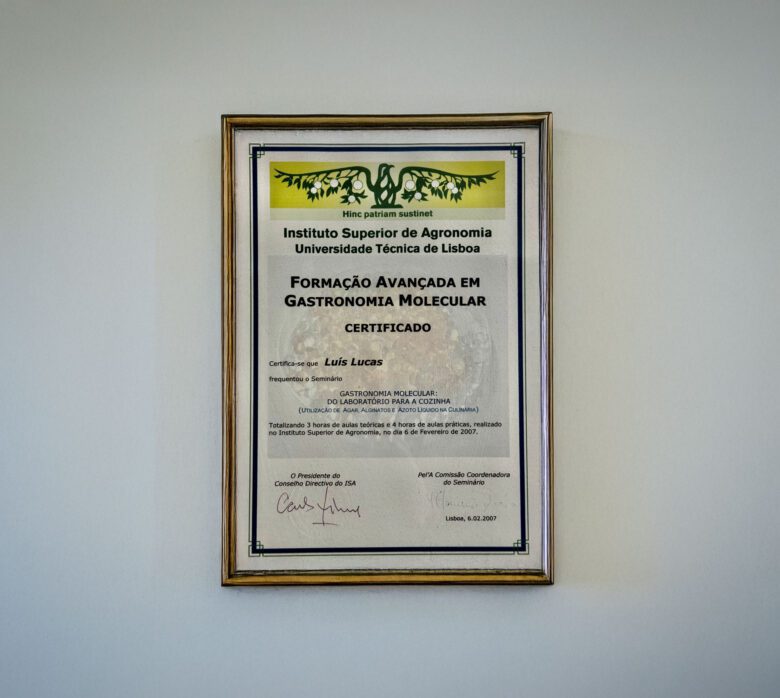 Hinc patriam sustinet
Instituto Superior de Agronomia
Universidade Técnica de Lisboa
FORMAÇÃO AVANÇADA EM
GASTRONOMIA MOLECULAR
CERTIFICADO
Certifica-se que Luís Lucas
frequentou o Seminário
GASTRONOMIA MOLECULAR:
DO LABORATÓRIO PARA A COZINHA
(UTILIZAÇÃO DE AGAR, ALGINATOS E AZOTO LÍQUIDO NA CULINÁRIA)
Totalizando 3 horas de aulas teóricas e 4 horas de aulas práticas, realizado
no Instituto Superior de Agronomia, no dia 6 de Fevereiro de 2007.
O Presidente do
Conselho Directivo do ISA
Pel'A Comissão Coordenadora
do Seminário
Lisboa, 6.02.2007